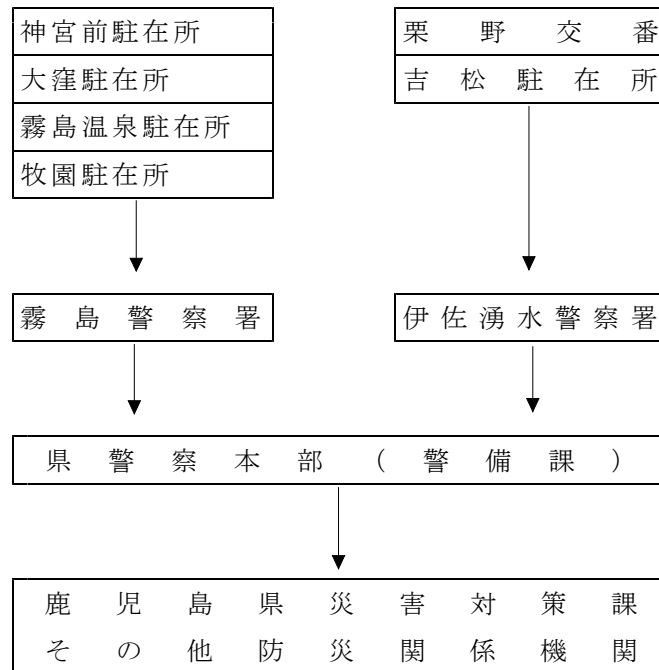 神宮前駐在所
大窪駐在所
霧島温泉駐在所
牧園駐在所
栗野交番
吉松駐在所
霧島警察署
伊佐湧水警察署
県警察本部(警備課)
鹿児島県災害対策課
その他防災関係機関